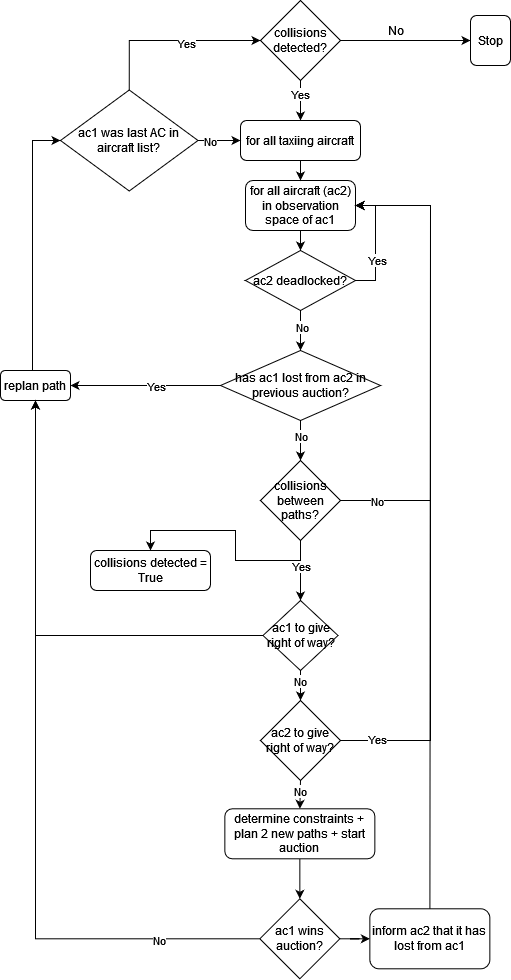 collisions
detected?
No
Stop
Yes
Yes
ac1 was last AC in
aircraft list?
No
for all taxiing aircraft
for all aircraft (ac2)
in observation
space of ac1
Yes
ac2 deadlocked?
No
has ac1 lost from ac2 in
previous auction?
Yes
replan path
No
collisions
between
paths?
No
collisions detected =
True
Yes
ac1 to give
right of way?
No
ac2 to give
right of way?
Yes
No
determine constraints +
plan 2 new paths + start
auction
ac1 wins
auction?
No
inform ac2 that it has
lost from ac1